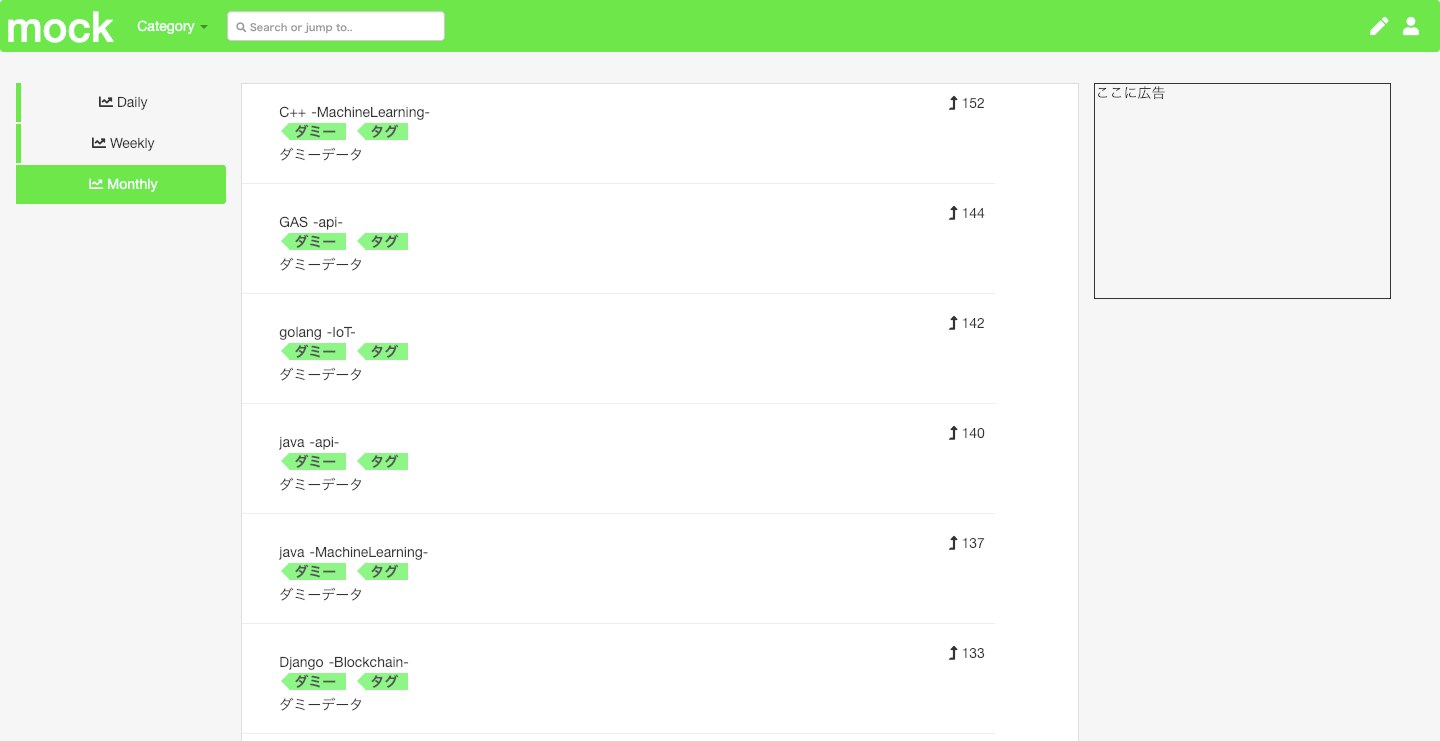 mock Category Search or jump to..
Daily
Weekly
Monthly
C++ -MachineLearning- 152
ダミー タグ
ダミーデータ
GAS -api- 144
ダミー タグ
ダミーデータ
golang -IoT- 142
ダミー タグ
ダミーデータ
java -api- 140
ダミー タグ
ダミーデータ
java -MachineLearning- 137
ダミー タグ
ダミーデータ
Django -Blockchain- 133
ダミー タグ
ダミーデータ
ここに広告